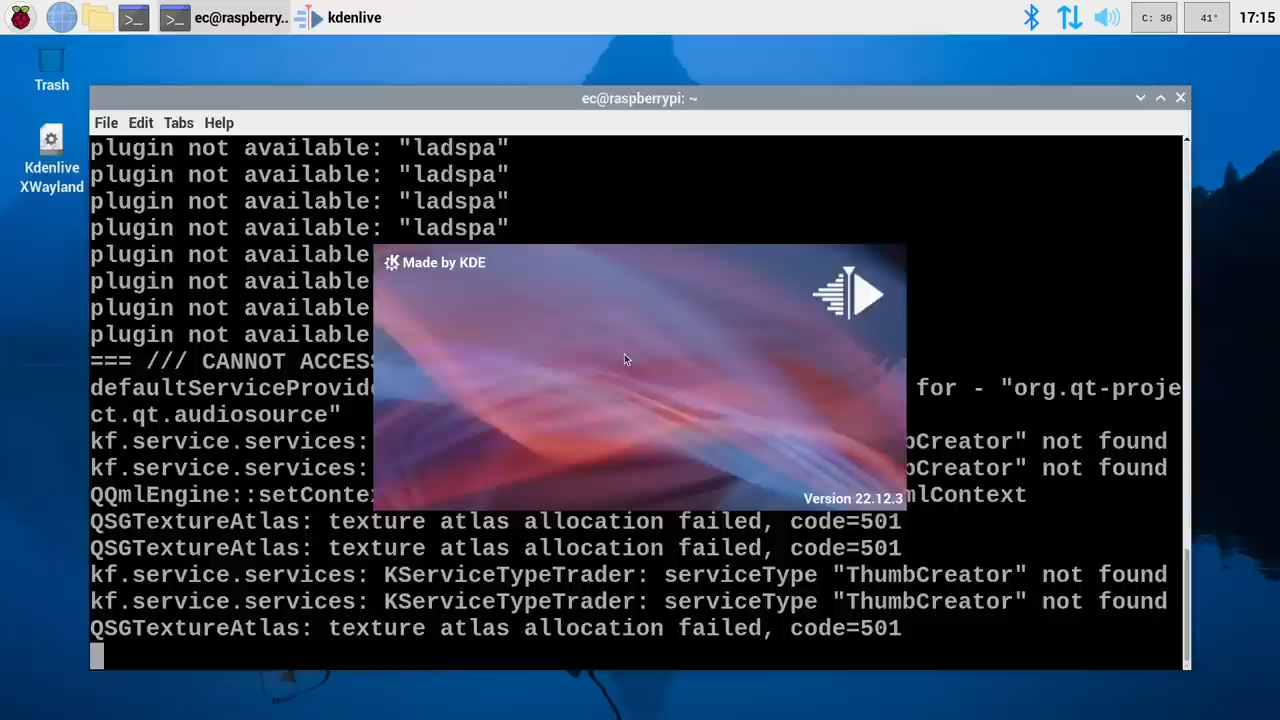 ec@raspberry..
kdenlive
C: 30
41°
17:15
Trash
Kdenlive
XWayland
ec@raspberrypi: ~
File Edit Tabs Help
plugin not available: "ladspa"
plugin not available: "ladspa"
plugin not available: "ladspa"
plugin not available: "ladspa"
plugin not available
plugin not available
plugin not available
plugin not available
=== /// CANNOT ACCESS
defaultServiceProvide for - "org.qt-proje
ct.qt.audiosource"
kf.service.services: bCreator" not found
kf.service.services: bCreator" not found
QQmlEngine::setContex mlContext
QSGTextureAtlas: texture atlas allocation failed, code=501
QSGTextureAtlas: texture atlas allocation failed, code=501
kf.service.services: KServiceTypeTrader: serviceType "ThumbCreator" not found
kf.service.services: KServiceTypeTrader: serviceType "ThumbCreator" not found
QSGTextureAtlas: texture atlas allocation failed, code=501
Made by KDE
Version 22.12.3